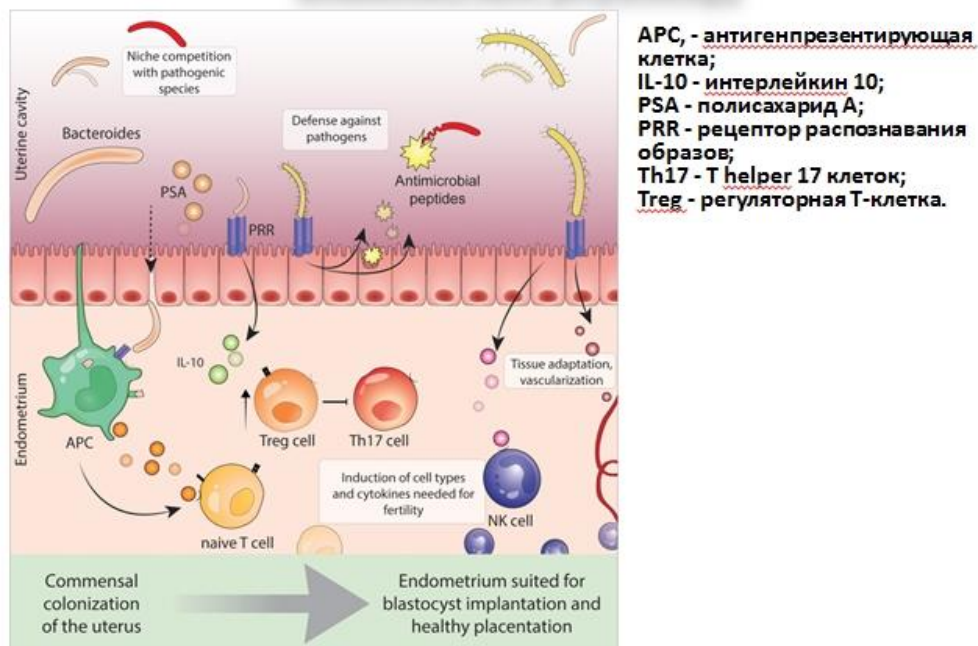 Niche competition
with pathogenic
species
Uterine cavity
Bacteroides
PSA
Defense against
pathogens
Antimicrobial
peptides
PRR
IL-10
Tissue adaptation,
vascularization
Endometrium
APC
Treg cell
Th17 cell
Induction of cell types
and cytokines needed for
fertility
NK cell
naive T cell
Commensal
colonization
of the uterus
Endometrium suited for
blastocyst implantation and
healthy placentation
APC, - антигенпрезентирующая
клетка;
IL-10 - интерлейкин 10;
PSA - полисахарид А;
PRR - рецептор распознавания
образов;
Th17 - T helper 17 клеток;
Treg - регуляторная Т-клетка.